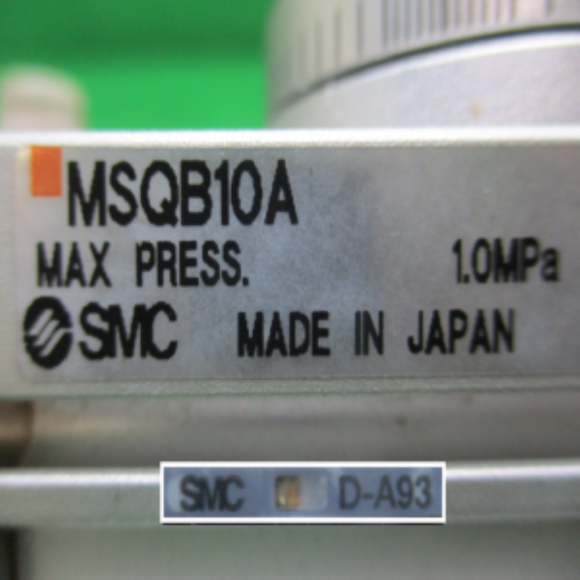 MSQB10A
MAX PRESS. 1.0MPa
SMC MADE IN JAPAN
SMC D-A93